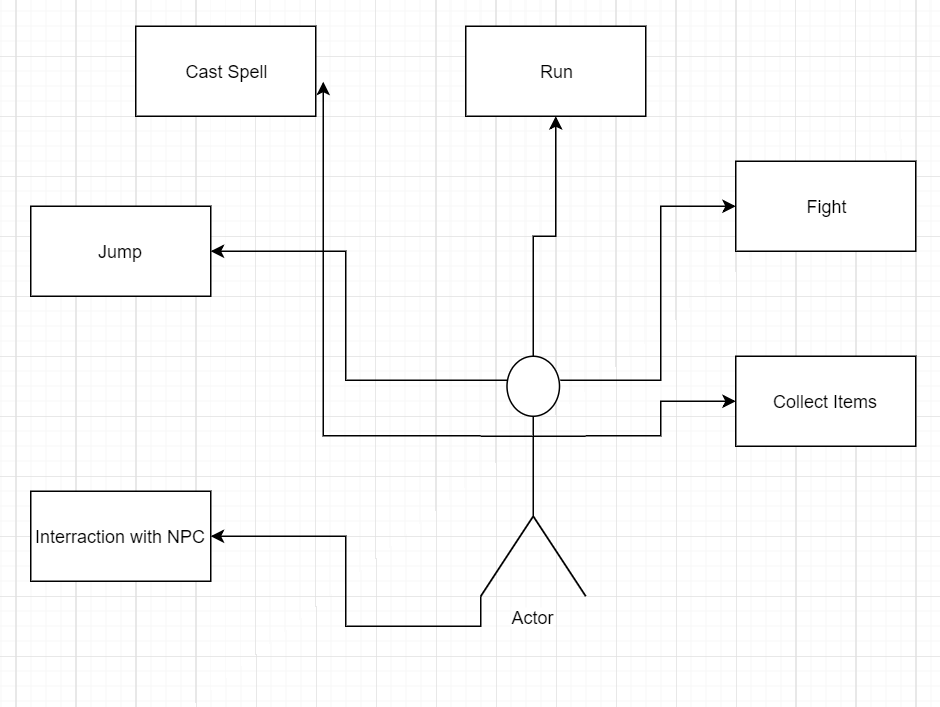 Cast Spell
Run
Fight
Jump
Collect Items
Interraction with NPC
Actor